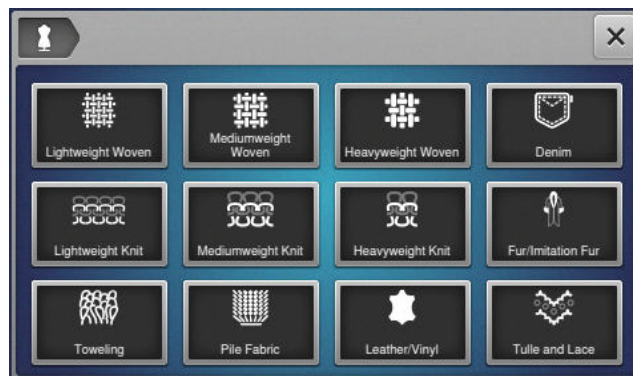 Lightweight Woven
Mediumweight
Woven
Heavyweight Woven
Denim
Lightweight Knit
Mediumweight Knit
Heavyweight Knit
Fur/Imitation Fur
Toweling
Pile Fabric
Leather/Vinyl
Tulle and Lace